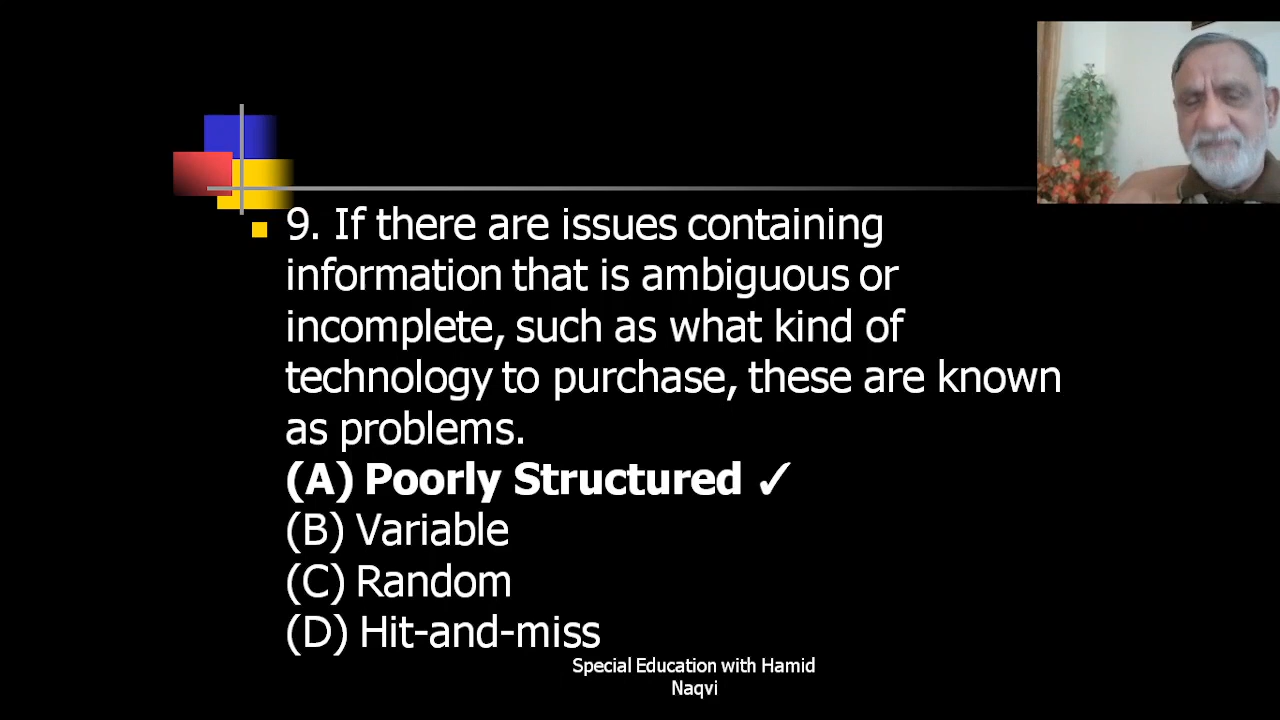 9. If there are issues containing
information that is ambiguous or
incomplete, such as what kind of
technology to purchase, these are known
as problems.
(A) Poorly Structured ✓
(B) Variable
(C) Random
(D) Hit-and-miss
Special Education with Hamid
Naqvi